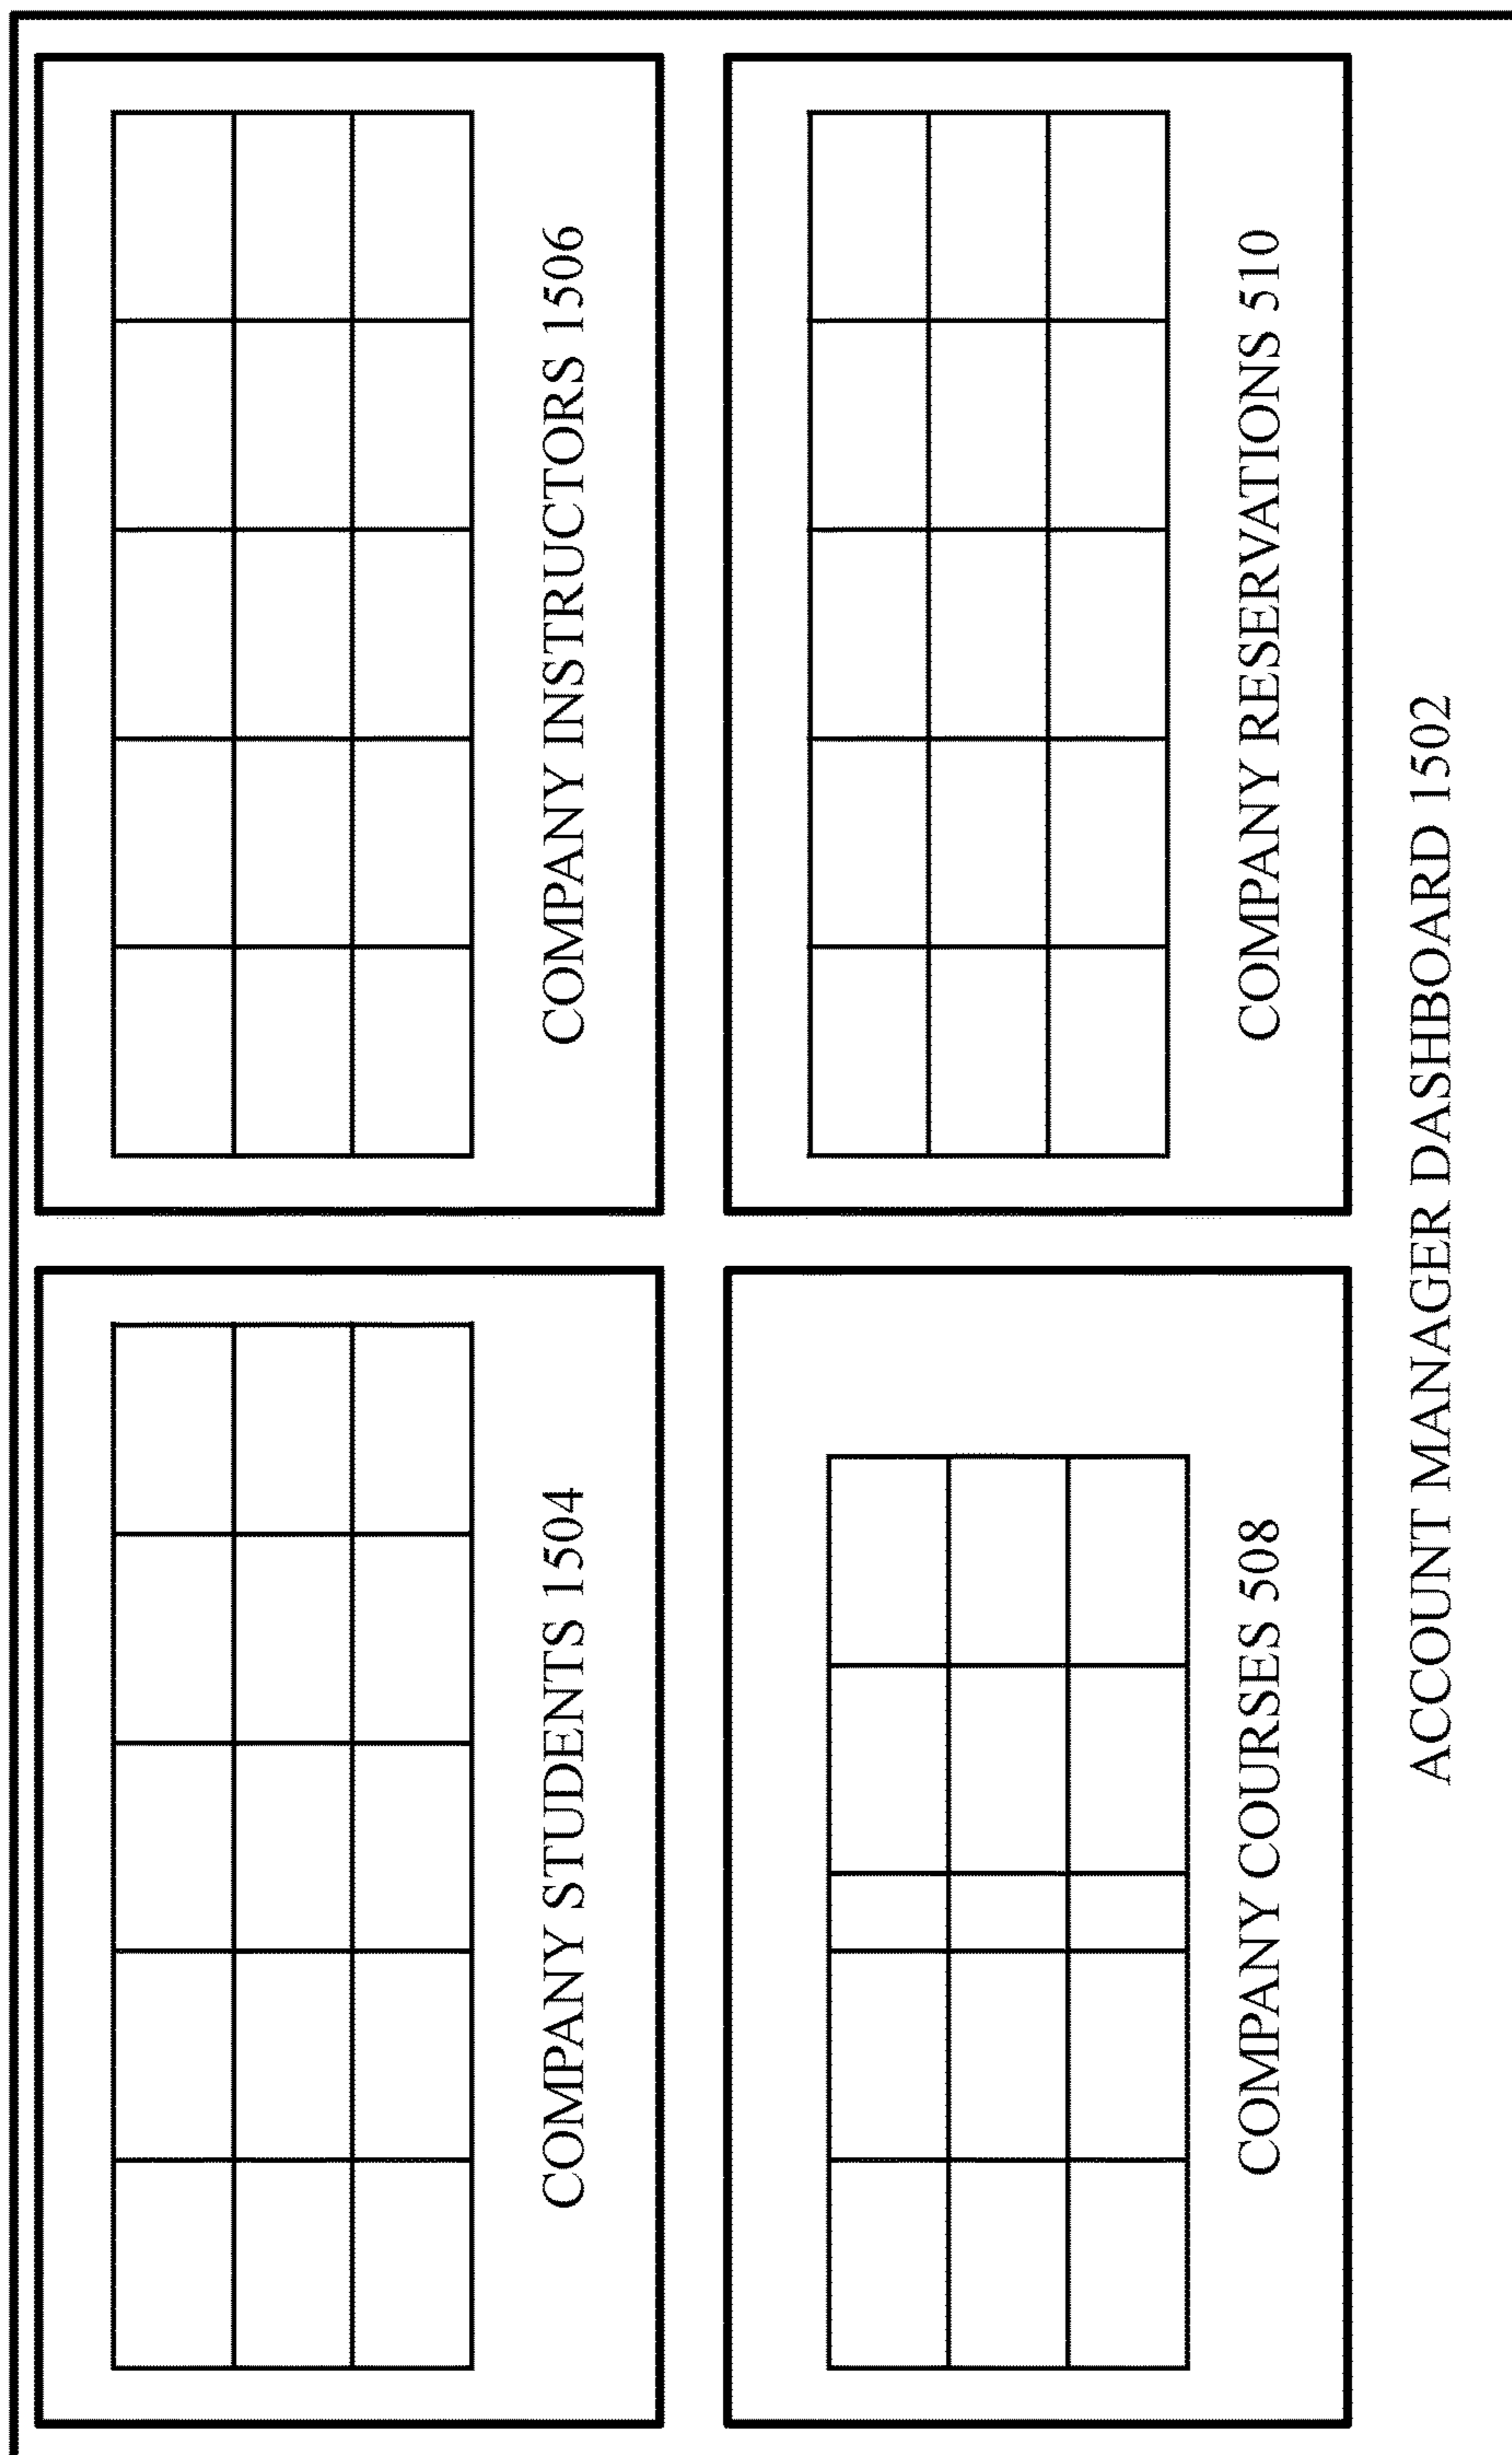 COMPANY STUDENTS 1504
COMPANY INSTRUCTORS 1506
COMPANY COURSES 508
COMPANY RESERVATIONS 510
ACCOUNT MANAGER DASHBOARD 1502